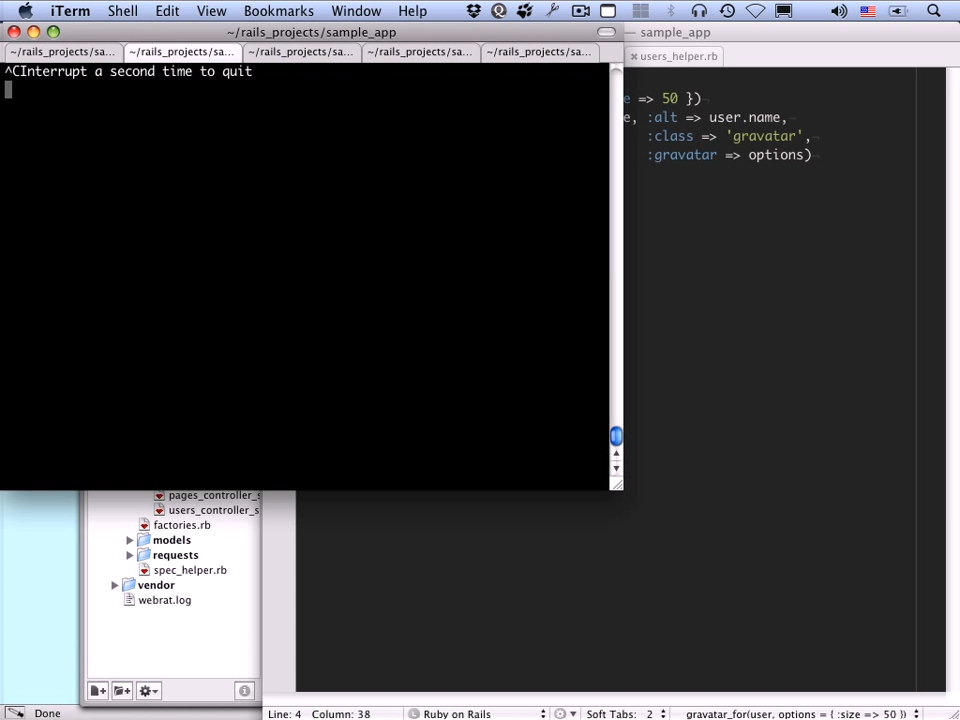 iTerm Shell Edit View Bookmarks Window Help
~/rails_projects/sample_app
— sample_app
~/rails_projects/sa... ~/rails_projects/sa... ~/rails_projects/sa... ~/rails_projects/sa... ~/rails_projects/sa...
users_helper.rb
^CInterrupt a second time to quit
e => 50 })
e, :alt => user.name,
:class => 'gravatar',
:gravatar => options)
pages_controller_s
users_controller_s
factories.rb
models
requests
spec_helper.rb
vendor
webrat.log
Done
Line: 4 Column: 38 Ruby on Rails Soft Tabs: 2 gravatar_for(user, options = { :size => 50 })